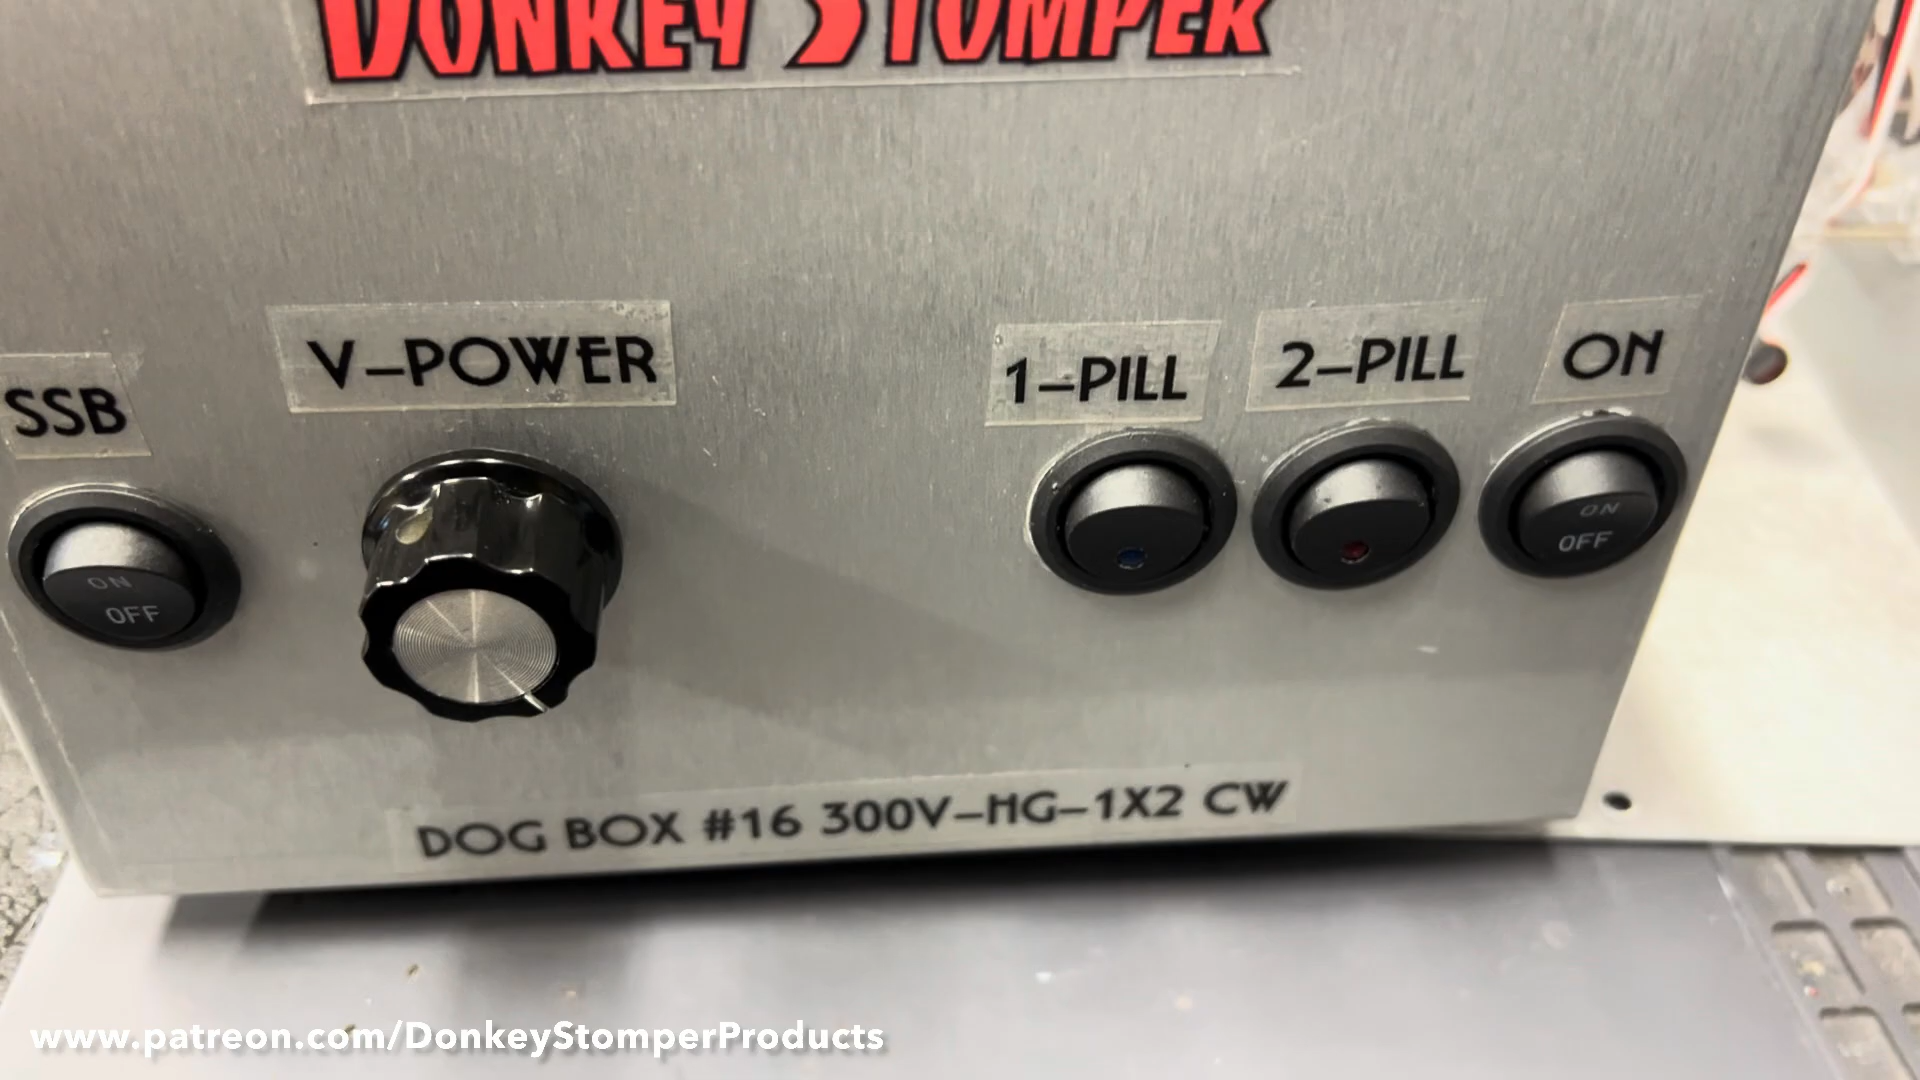 DONKEY STOMPER
V–POWER
1–PILL
2–PILL
ON
SSB
ON
OFF
ON
OFF
DOG BOX #16 300V–HG–1X2 CW
www.patreon.com/DonkeyStomperProducts